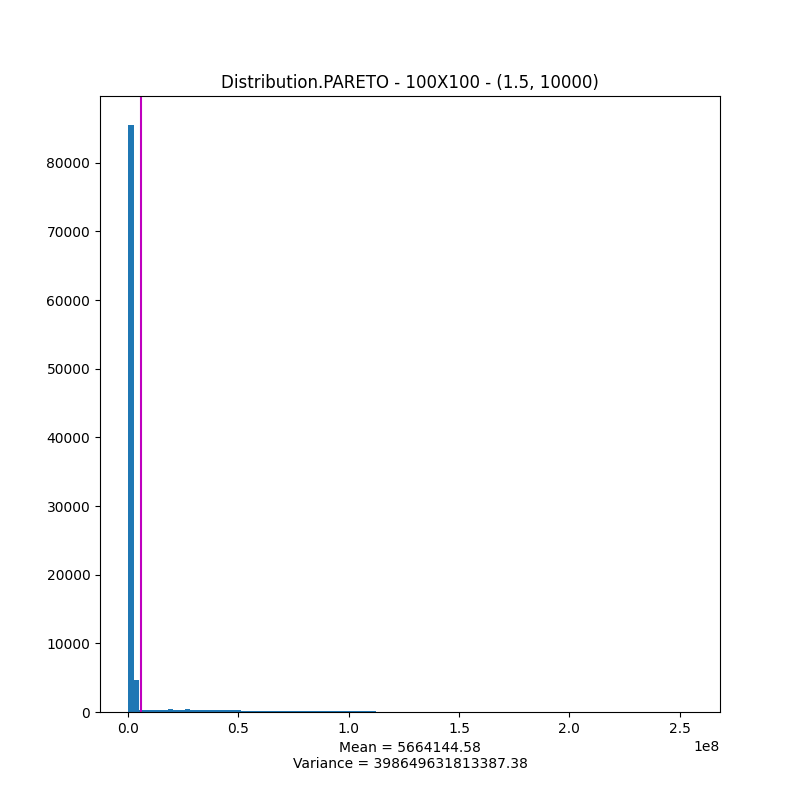 Distribution.PARETO - 100X100 - (1.5, 10000)
80000
70000
60000
50000
40000
30000
20000
10000
0
0.0 0.5 1.0 1.5 2.0 2.5
1e8
Mean = 5664144.58
Variance = 398649631813387.38